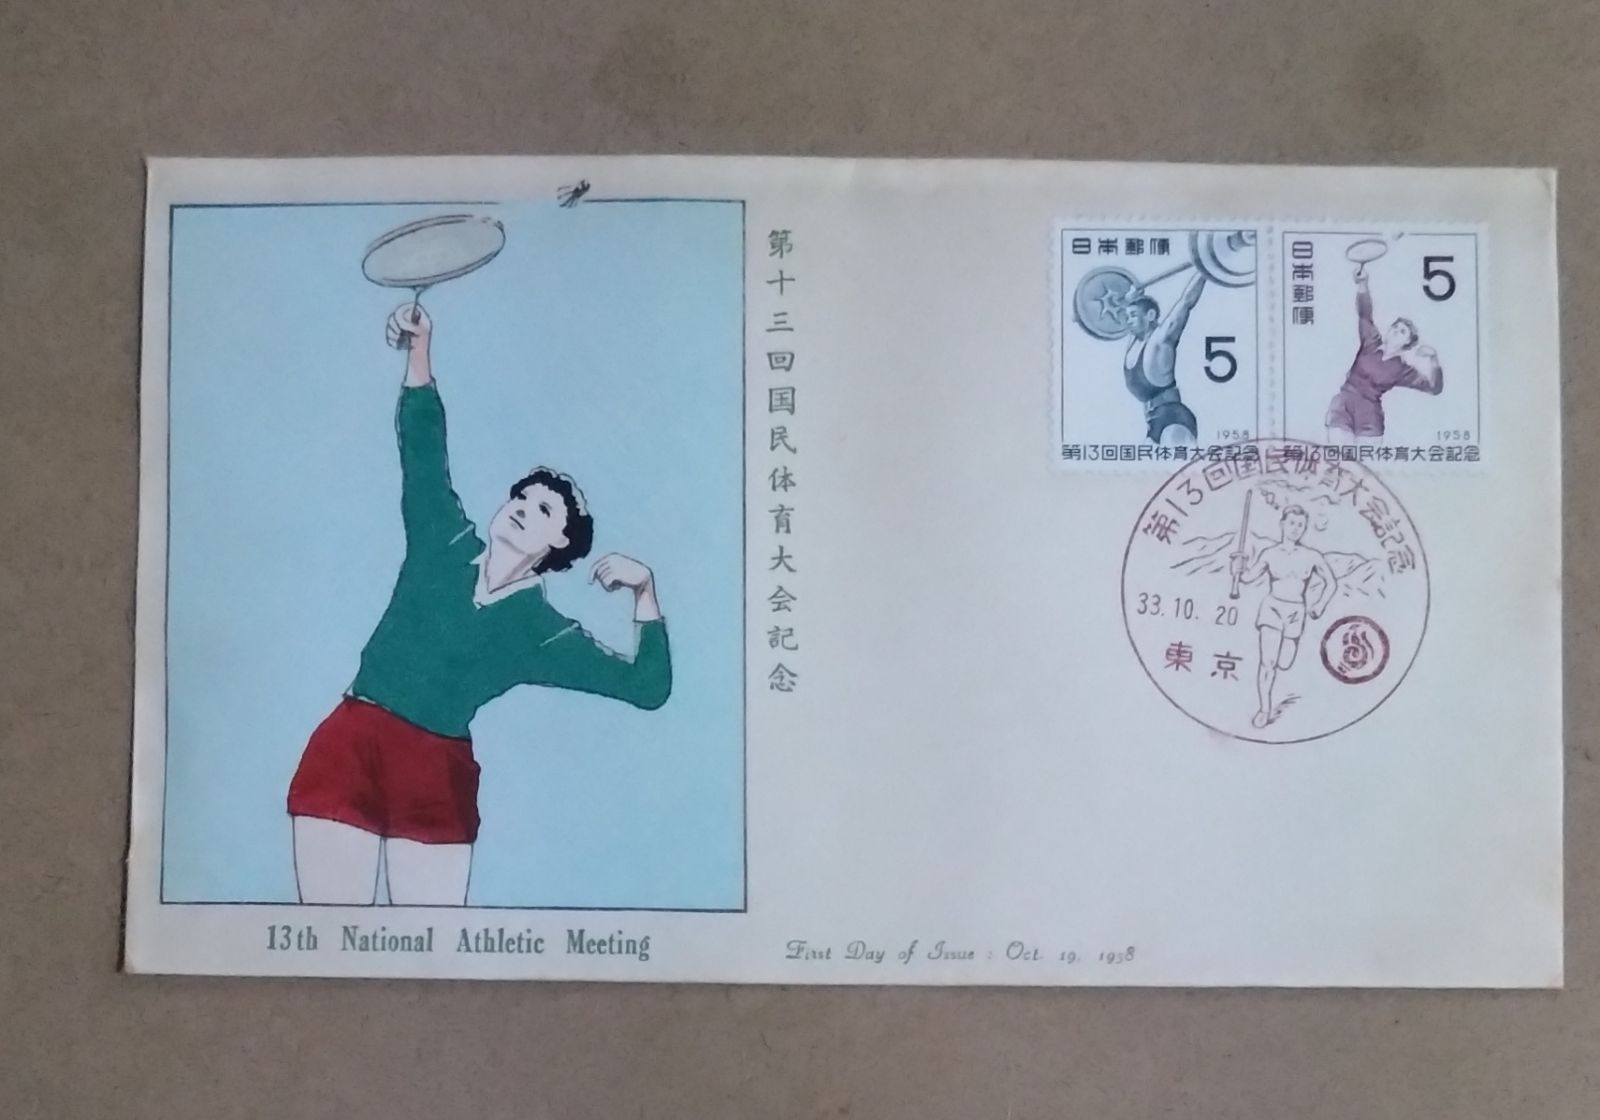 第十三回国民体育大会記念
13th National Athletic Meeting
First Day of Issue : Oct. 19, 1958
日本郵便
5
1958
第13回国民体育大会記念
日本郵便
5
1958
第13回国民体育大会記念
第13回国民体育大会記念
33.10.20
東京